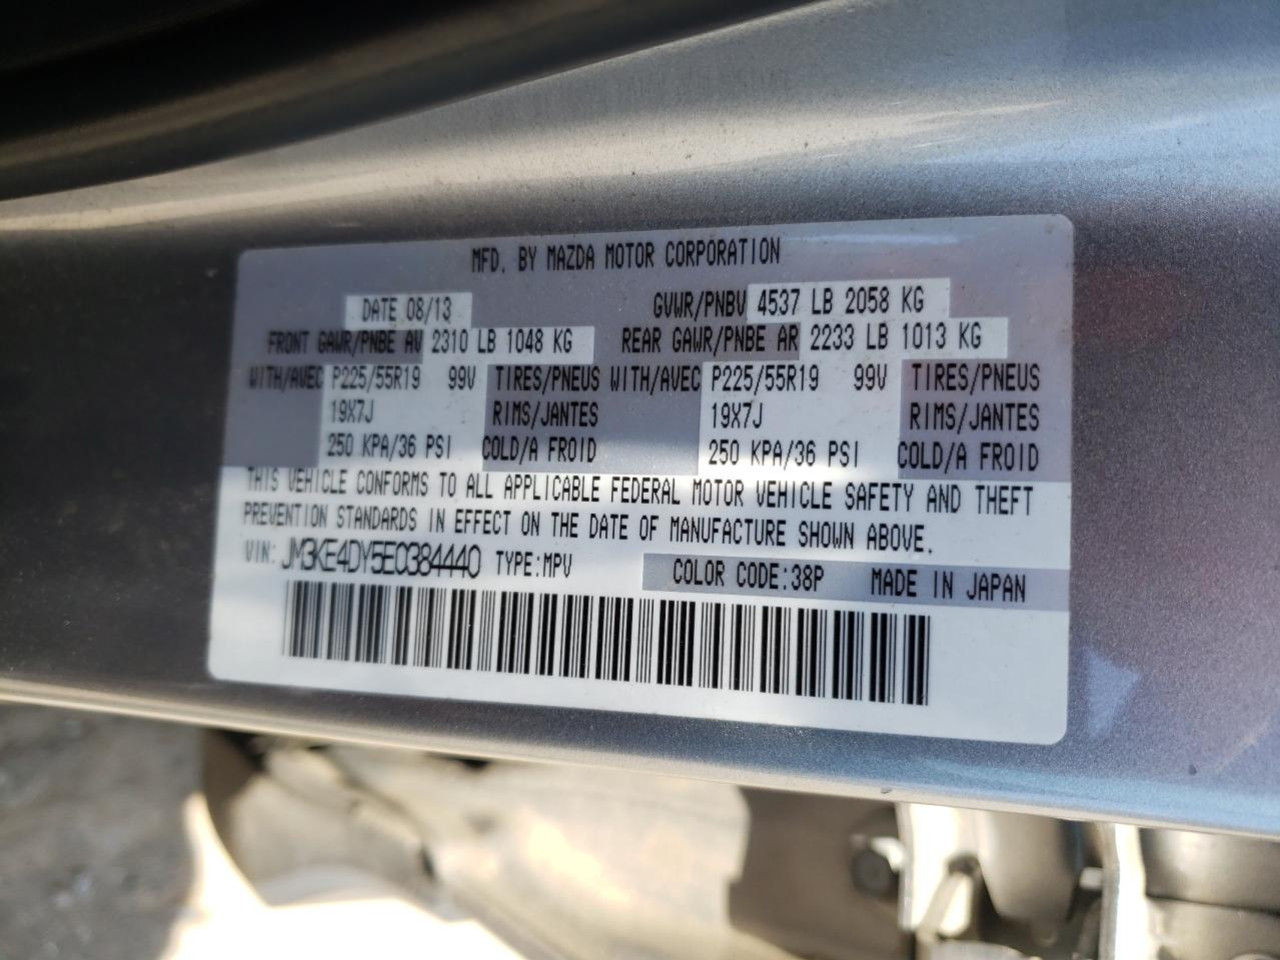 MFD. BY MAZDA MOTOR CORPORATION
DATE 08/13 GVWR/PNBV 4537 LB 2058 KG
FRONT GAWR/PNBE AV 2310 LB 1048 KG REAR GAWR/PNBE AR 2233 LB 1013 KG
WITH/AVEC P225/55R19 99V TIRES/PNEUS WITH/AVEC P225/55R19 99V TIRES/PNEUS
19X7J RIMS/JANTES 19X7J RIMS/JANTES
250 KPA/36 PSI COLD/A FROID 250 KPA/36 PSI COLD/A FROID
THIS VEHICLE CONFORMS TO ALL APPLICABLE FEDERAL MOTOR VEHICLE SAFETY AND THEFT
PREVENTION STANDARDS IN EFFECT ON THE DATE OF MANUFACTURE SHOWN ABOVE.
VIN: JM3KE4DY5E0384440 TYPE:MPV COLOR CODE:38P MADE IN JAPAN